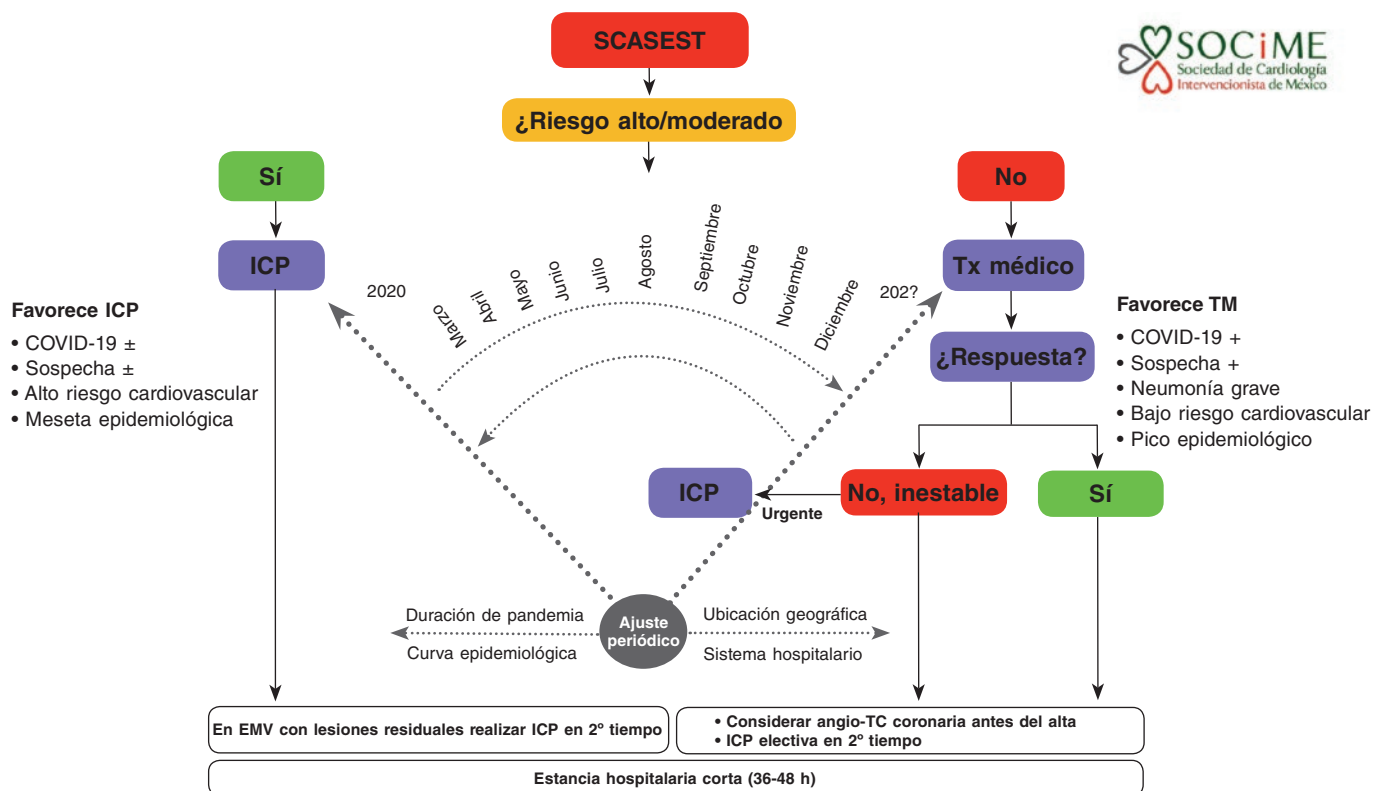 SCASEST
SOCiME
Sociedad de Cardiología
Intervencionista de México
¿Riesgo alto/moderado
Sí
No
ICP
Tx médico
2020
Marzo
Abril
Mayo
Junio
Julio
Agosto
Septiembre
Octubre
Noviembre
Diciembre
202?
Favorece ICP
• COVID-19 ±
• Sospecha ±
• Alto riesgo cardiovascular
• Meseta epidemiológica
Favorece TM
• COVID-19 +
• Sospecha +
• Neumonía grave
• Bajo riesgo cardiovascular
• Pico epidemiológico
¿Respuesta?
ICP
Urgente
No, inestable
Sí
Duración de pandemia
Curva epidemiológica
Ajuste
periódico
Ubicación geográfica
Sistema hospitalario
En EMV con lesiones residuales realizar ICP en 2º tiempo
• Considerar angio-TC coronaria antes del alta
• ICP electiva en 2º tiempo
Estancia hospitalaria corta (36-48 h)